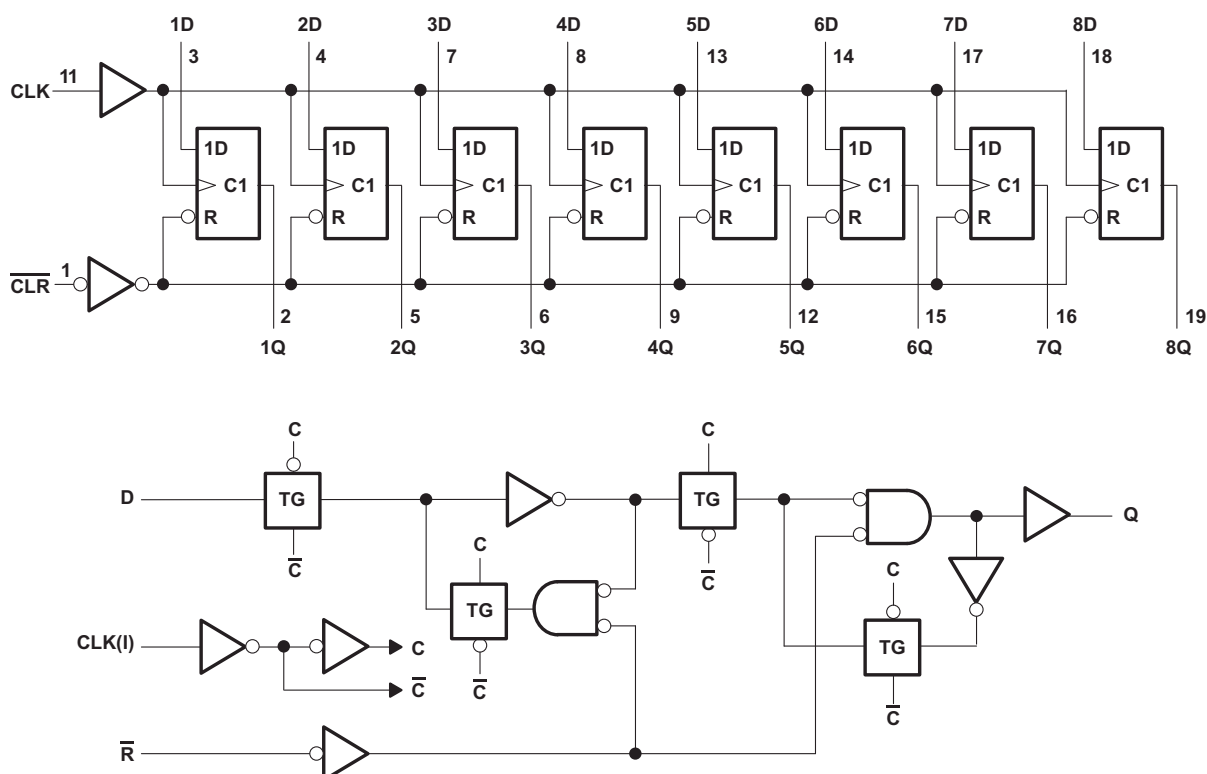 1D 2D 3D 4D 5D 6D 7D 8D
3 4 7 8 13 14 17 18
CLK 11
1D 1D 1D 1D 1D 1D 1D 1D
C1 C1 C1 C1 C1 C1 C1 C1
R R R R R R R R
C̅L̅R̅ 1
2 5 6 9 12 15 16 19
1Q 2Q 3Q 4Q 5Q 6Q 7Q 8Q
C C
D TG TG Q
C̅ C C̅ C
TG TG
CLK(I) C
C̅ C̅ C̅
R̅